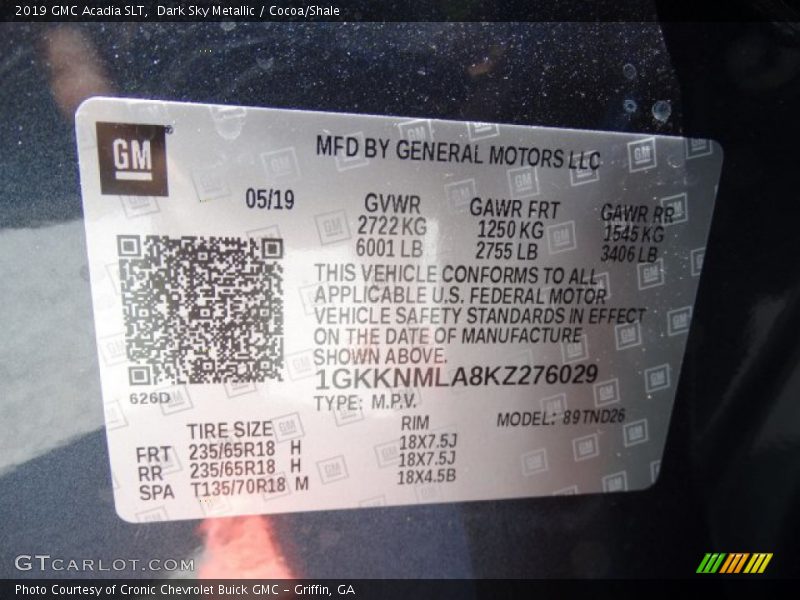 2019 GMC Acadia SLT, Dark Sky Metallic / Cocoa/Shale
GM
MFD BY GENERAL MOTORS LLC
05/19
GVWR GAWR FRT GAWR RR
2722 KG 1250 KG 1545 KG
6001 LB 2755 LB 3406 LB
THIS VEHICLE CONFORMS TO ALL
APPLICABLE U.S. FEDERAL MOTOR
VEHICLE SAFETY STANDARDS IN EFFECT
ON THE DATE OF MANUFACTURE
SHOWN ABOVE.
1GKKNMLA8KZ276029
626D
TYPE: M.P.V.
MODEL: 89TND26
TIRE SIZE RIM
FRT 235/65R18 H 18X7.5J
RR 235/65R18 H 18X7.5J
SPA T135/70R18 M 18X4.5B
GTCARLOT.COM
Photo Courtesy of Cronic Chevrolet Buick GMC - Griffin, GA